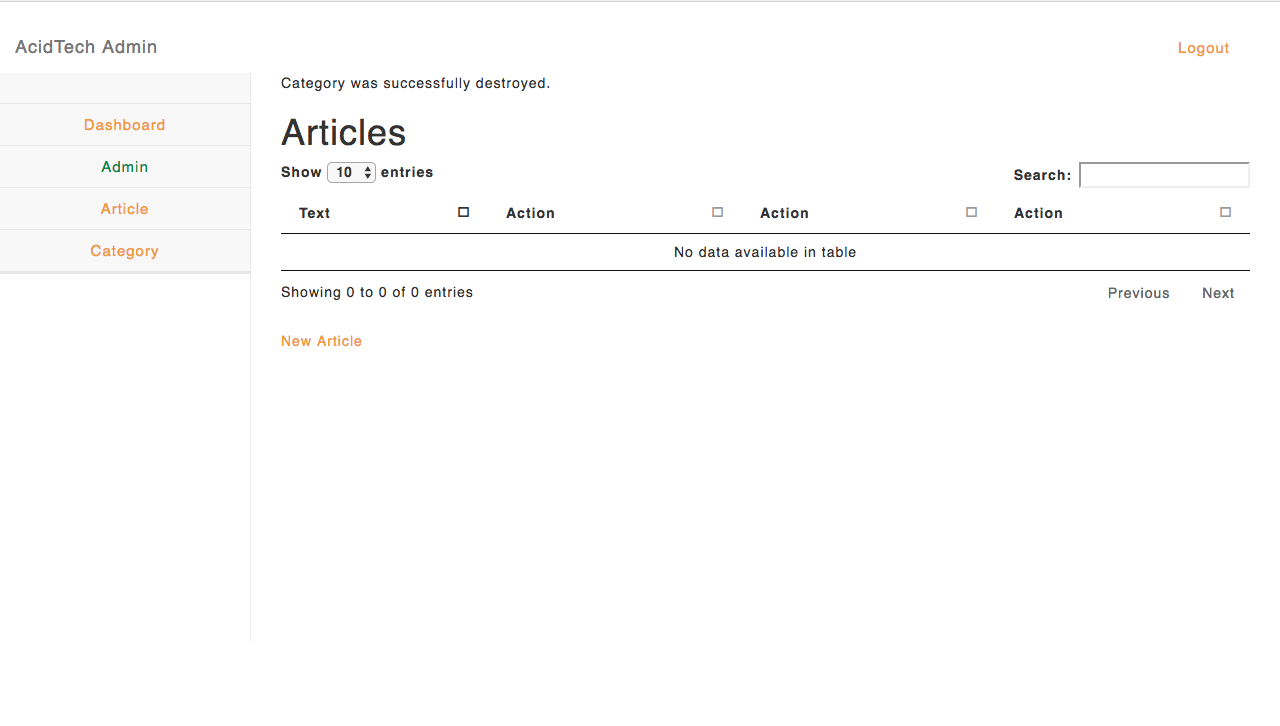 AcidTech Admin
Logout
Category was successfully destroyed.
Dashboard
Admin
Article
Category
Articles
Show 10 entries
Search:
Text Action Action Action
No data available in table
Showing 0 to 0 of 0 entries
Previous Next
New Article